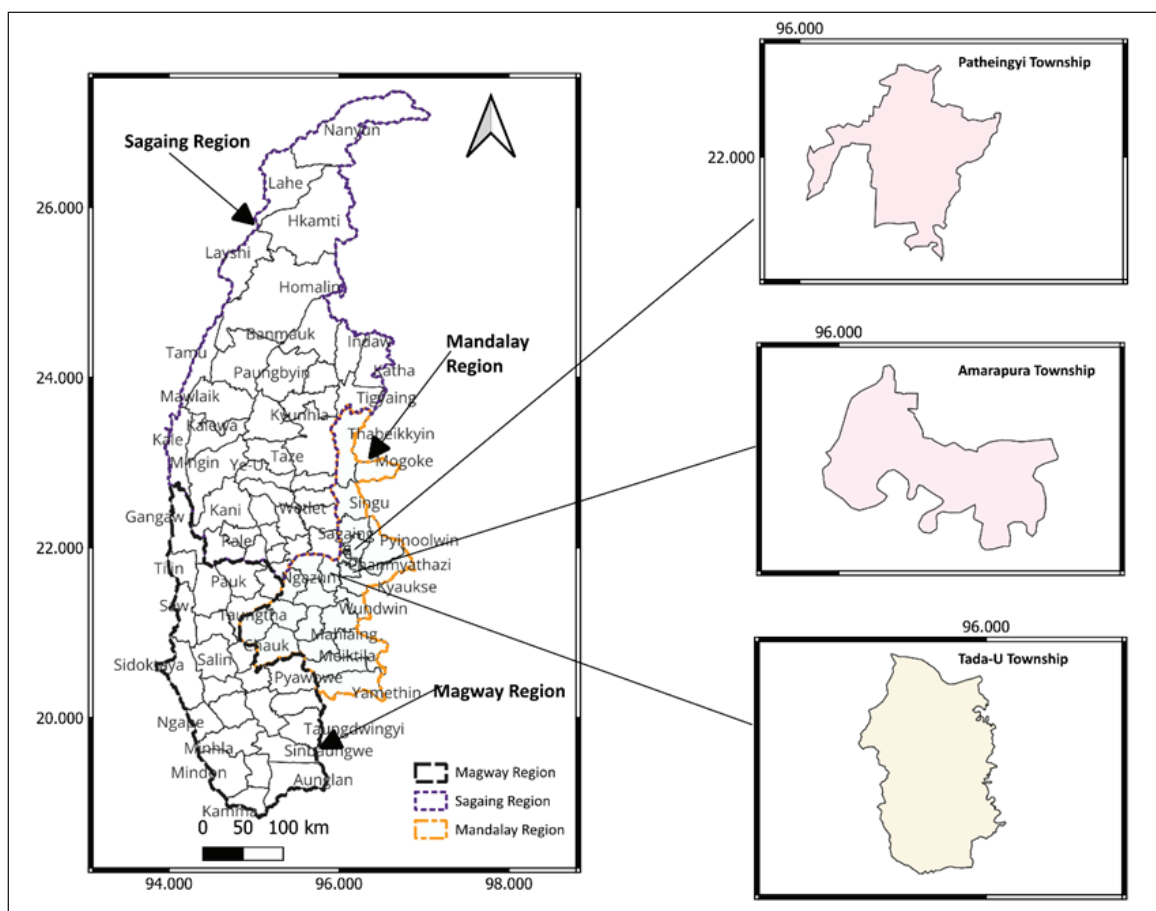 96.000
Patheingyi Township
22.000
Sagaing Region
Nanyun
Lahe
26.000
Hkamti
Layshi
Homalin
Banmauk
Indaw
Tamu
Mandalay
Region
24.000
Paungbyin
Katha
Mawlaik
Tigyaing
Kyunhla
Kalewa
Thabeikkyin
Kale
Taze
Mingin
Ye-U
Mogoke
Singu
Kani
Wetlet
Gangaw
Sagaing
Pale
Pyinoolwin
22.000
Tilin
Chanmyathazi
Pauk
Ngazun
Kyaukse
Saw
Wundwin
Taungtha
Mahlaing
Chauk
Meiktila
Sidoktaya
Salin
Pyawbwe
Yamethin
Magway Region
20.000
Ngape
Taungdwingyi
Minhla
Sinbaungwe
Mindon
Aunglan
Kamma
0 50 100 km
Magway Region
Sagaing Region
Mandalay Region
94.000 96.000 98.000
96.000
Amarapura Township
96.000
Tada-U Township